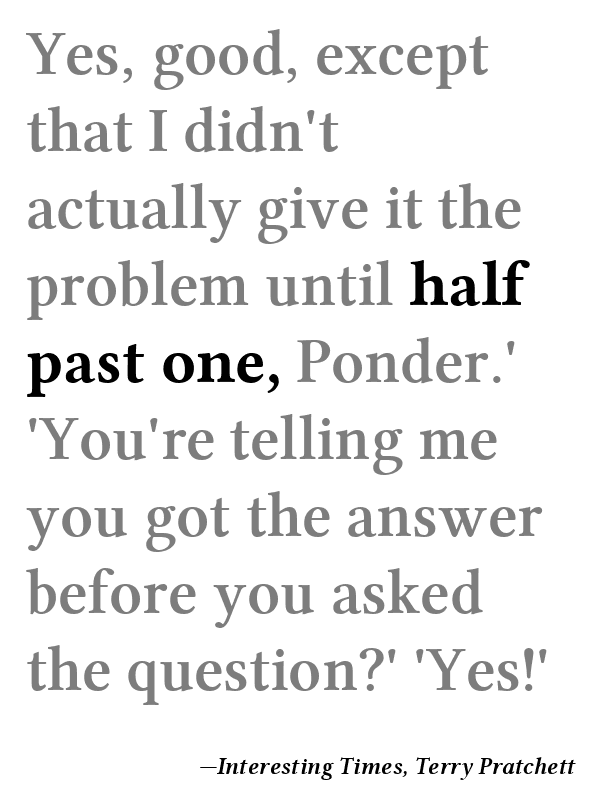 Yes, good, except
that I didn't
actually give it the
problem until half
past one, Ponder.'
'You're telling me
you got the answer
before you asked
the question?' 'Yes!'
—Interesting Times, Terry Pratchett